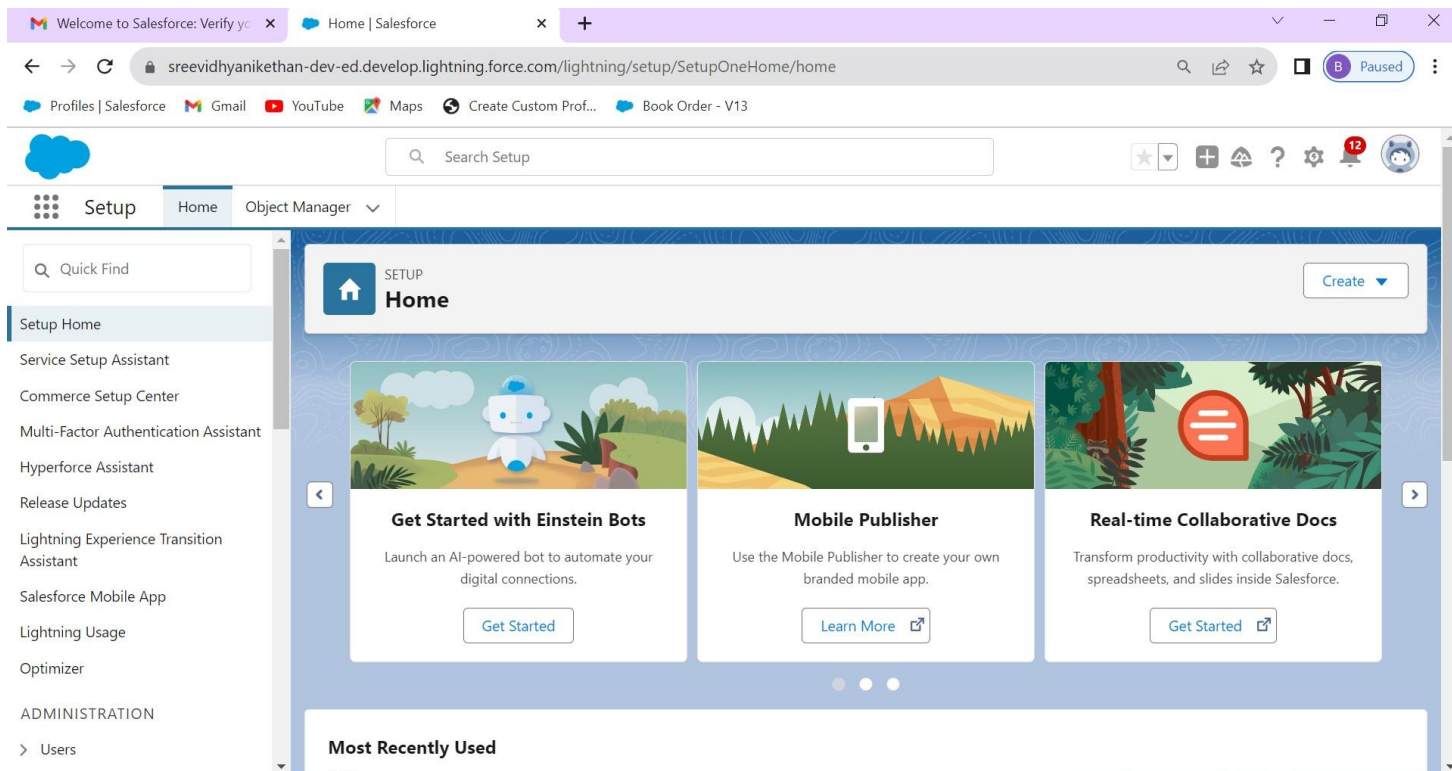 Welcome to Salesforce: Verify yo
Home | Salesforce
sreevidhyanikethan-dev-ed.develop.lightning.force.com/lightning/setup/SetupOneHome/home
B Paused
Profiles | Salesforce
Gmail
YouTube
Maps
Create Custom Prof...
Book Order - V13
Search Setup
12
Setup
Home
Object Manager
Quick Find
Setup Home
Service Setup Assistant
Commerce Setup Center
Multi-Factor Authentication Assistant
Hyperforce Assistant
Release Updates
Lightning Experience Transition
Assistant
Salesforce Mobile App
Lightning Usage
Optimizer
ADMINISTRATION
Users
SETUP
Home
Create
Get Started with Einstein Bots
Launch an AI-powered bot to automate your
digital connections.
Get Started
Mobile Publisher
Use the Mobile Publisher to create your own
branded mobile app.
Learn More
Real-time Collaborative Docs
Transform productivity with collaborative docs,
spreadsheets, and slides inside Salesforce.
Get Started
Most Recently Used